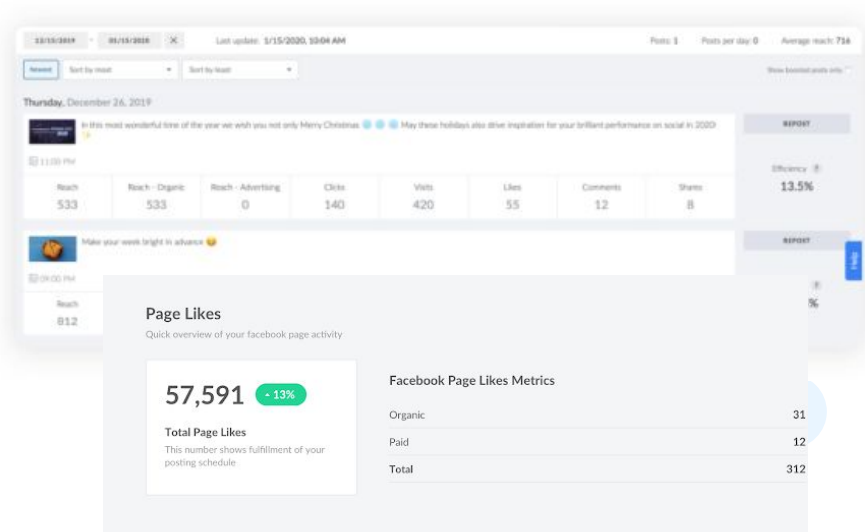 12/15/2019 - 01/15/2020 ✕ Last update: 1/15/2020, 10:04 AM Posts: 1 Posts per day: 0 Average reach: 716
Newest Sort by most Sort by least Show boosted posts only
Thursday, December 26, 2019
In this most wonderful time of the year we wish you not only Merry Christmas May these holidays also drive inspiration for your brilliant performance on social in 2020!
REPOST
11:00 PM
Efficiency ?
13.5%
Reach Reach - Organic Reach - Advertising Clicks Visits Likes Comments Shares
533 533 0 140 420 55 12 8
Make your week bright in advance 😀
REPOST
Help
09:00 PM
?
%
Reach
812
Page Likes
Quick overview of your facebook page activity
57,591 13%
Total Page Likes
This number shows fulfillment of your
posting schedule
Facebook Page Likes Metrics
Organic 31
Paid 12
Total 312